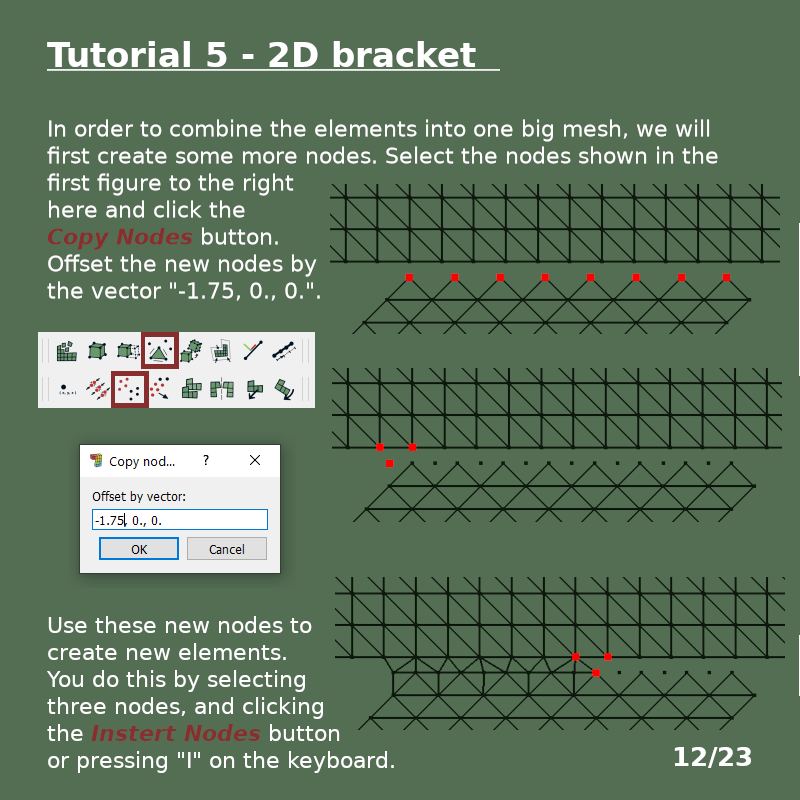 Tutorial 5 - 2D bracket
In order to combine the elements into one big mesh, we will
first create some more nodes. Select the nodes shown in the
first figure to the right
here and click the
Copy Nodes button.
Offset the new nodes by
the vector "-1.75, 0., 0.".
(x,y,z)
Copy nod... ?
Offset by vector:
-1.75, 0., 0.
OK Cancel
Use these new nodes to
create new elements.
You do this by selecting
three nodes, and clicking
the Instert Nodes button
or pressing "I" on the keyboard.
12/23